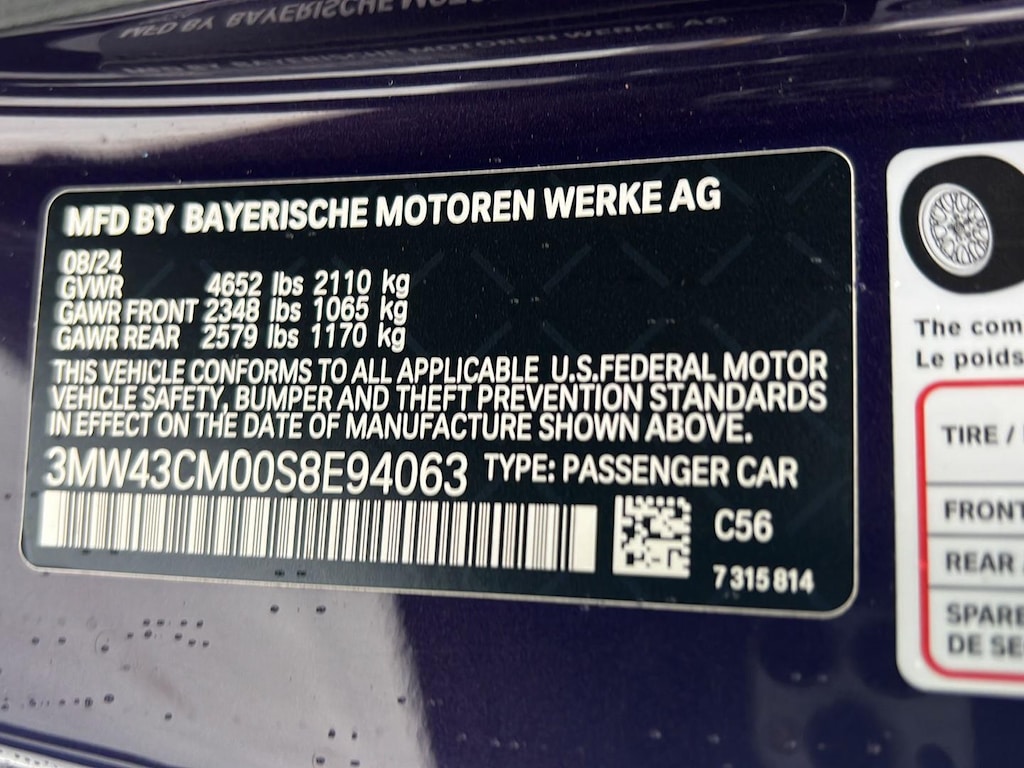 MFD BY BAYERISCHE MOTOREN WERKE AG
08/24
GVWR 4652 lbs 2110 kg
GAWR FRONT 2348 lbs 1065 kg
GAWR REAR 2579 lbs 1170 kg
THIS VEHICLE CONFORMS TO ALL APPLICABLE U.S.FEDERAL MOTOR
VEHICLE SAFETY, BUMPER AND THEFT PREVENTION STANDARDS
IN EFFECT ON THE DATE OF MANUFACTURE SHOWN ABOVE.
3MW43CM00S8E94063 TYPE: PASSENGER CAR
C56
7 315 814
The com
Le poids
TIRE /
FRONT
REAR
SPARE
DE SE